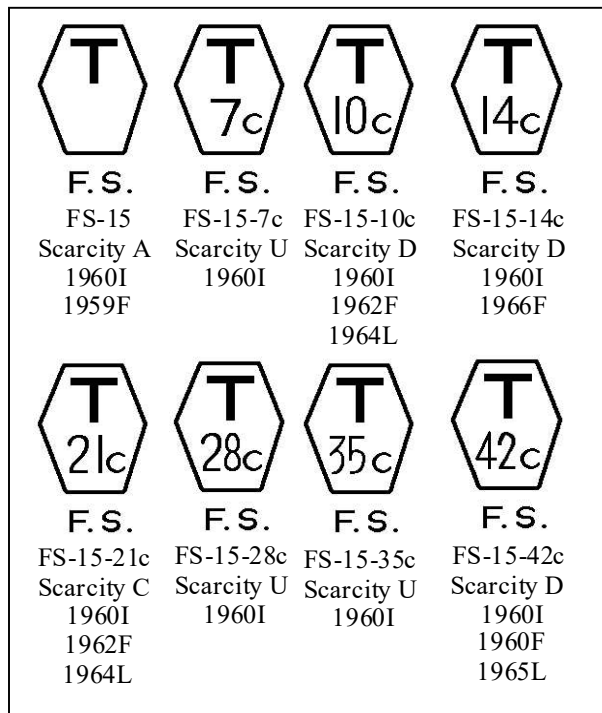 T T T T
7c 10c 14c
F. S. F. S. F. S. F. S.
FS-15 FS-15-7c FS-15-10c FS-15-14c
Scarcity A Scarcity U Scarcity D Scarcity D
1960I 1960I 1960I 1960I
1959F 1962F 1966F
1964L
T T T T
21c 28c 35c 42c
F. S. F. S. F. S. F. S.
FS-15-21c FS-15-28c FS-15-35c FS-15-42c
Scarcity C Scarcity U Scarcity U Scarcity D
1960I 1960I 1960I 1960I
1962F 1960F
1964L 1965L